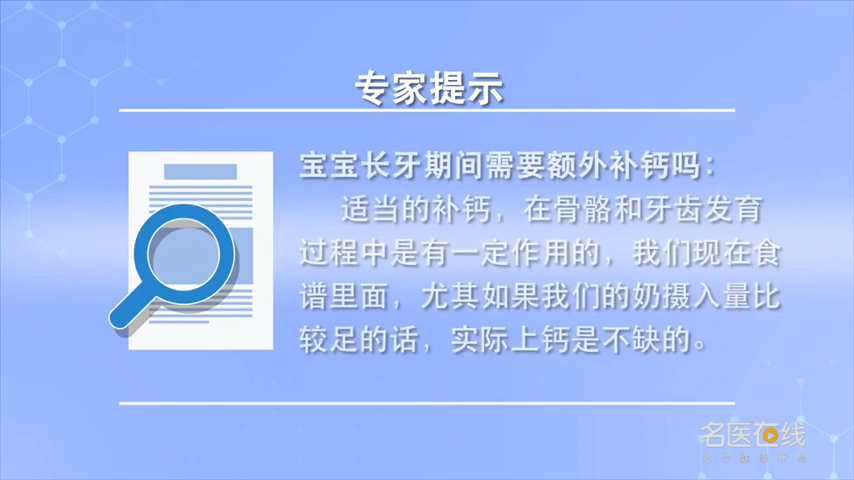 专家提示
宝宝长牙期间需要额外补钙吗：
适当的补钙，在骨骼和牙齿发育
过程中是有一定作用的，我们现在食
谱里面，尤其如果我们的奶摄入量比
较足的话，实际上钙是不缺的。
名医在线